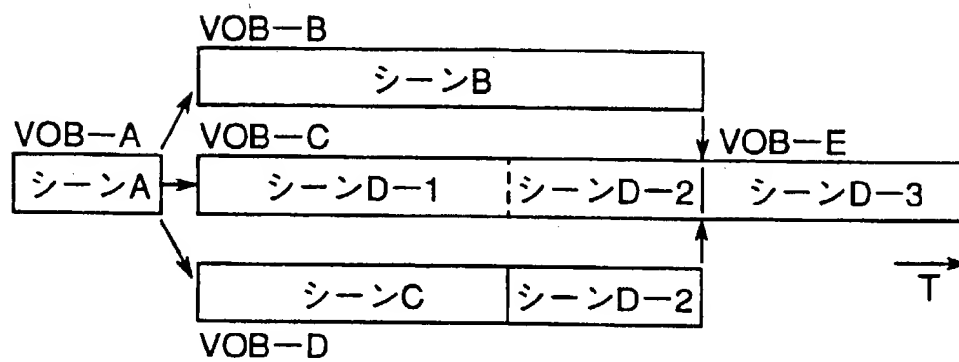 VOB－B
シーンB
VOB－A
VOB－C
VOB－E
シーンA
シーンD－1
シーンD－2
シーンD－3
シーンC
シーンD－2
T
VOB－D